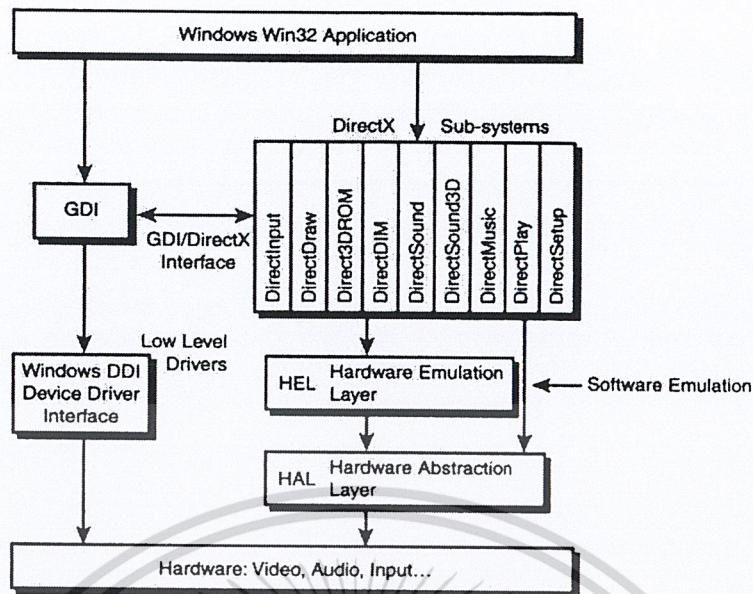 Windows Win32 Application
DirectX Sub-systems
GDI
GDI/DirectX
Interface
DirectInput
DirectDraw
Direct3DROM
DirectDIM
DirectSound
DirectSound3D
DirectMusic
DirectPlay
DirectSetup
Low Level
Drivers
Windows DDI
Device Driver
Interface
HEL Hardware Emulation
Layer
Software Emulation
HAL Hardware Abstraction
Layer
Hardware: Video, Audio, Input...